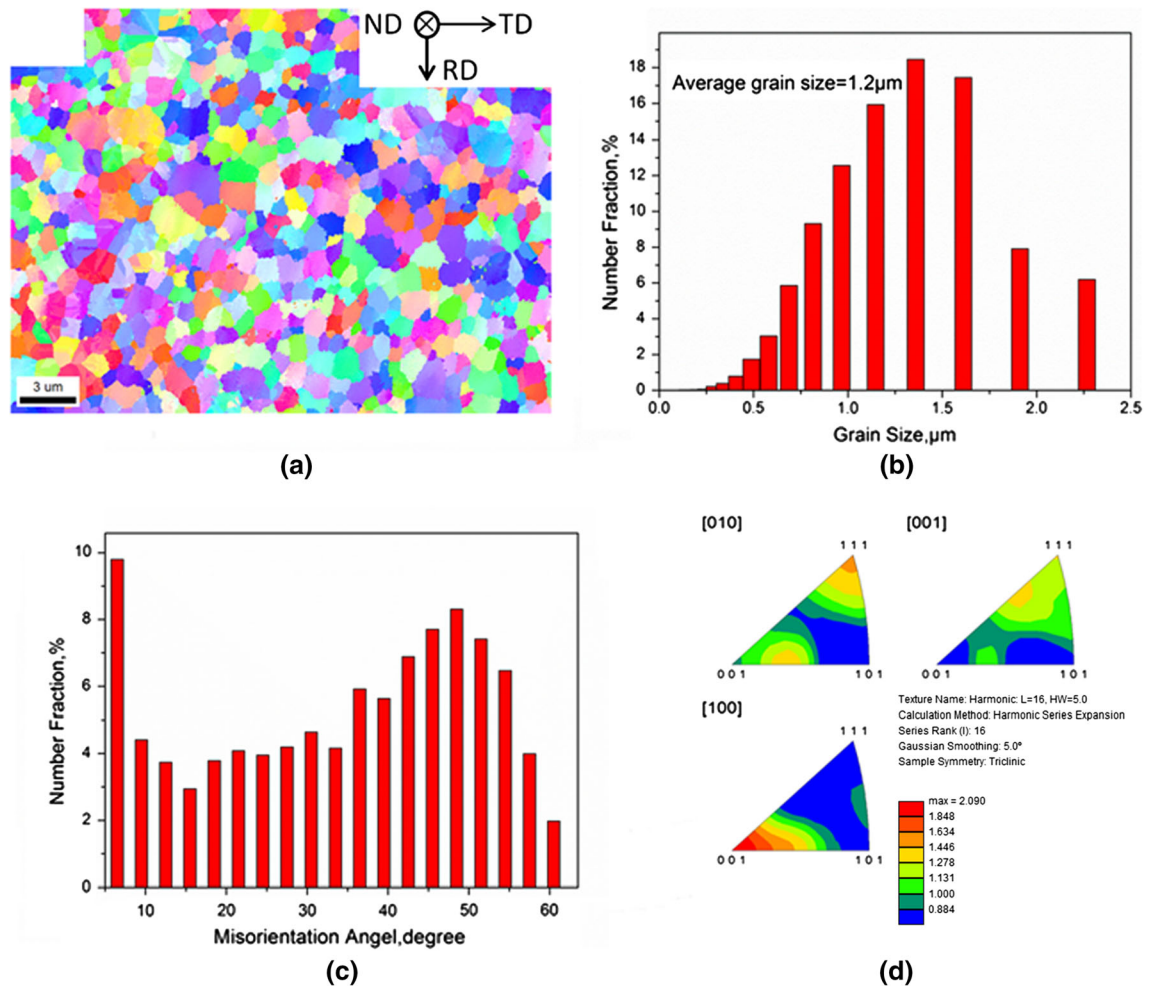 ND TD
RD
3 um
(a)
Average grain size=1.2µm
Number Fraction,%
18
16
14
12
10
8
6
4
2
0
0.0 0.5 1.0 1.5 2.0 2.5
Grain Size,µm
(b)
Number Fraction,%
10
8
6
4
2
0
10 20 30 40 50 60
Misorientation Angel,degree
(c)
[010]
1 1 1
0 0 1 1 0 1
[001]
1 1 1
0 0 1 1 0 1
[100]
1 1 1
0 0 1 1 0 1
Texture Name: Harmonic: L=16, HW=5.0
Calculation Method: Harmonic Series Expansion
Series Rank (l): 16
Gaussian Smoothing: 5.0°
Sample Symmetry: Triclinic
max = 2.090
1.848
1.634
1.446
1.278
1.131
1.000
0.884
(d)